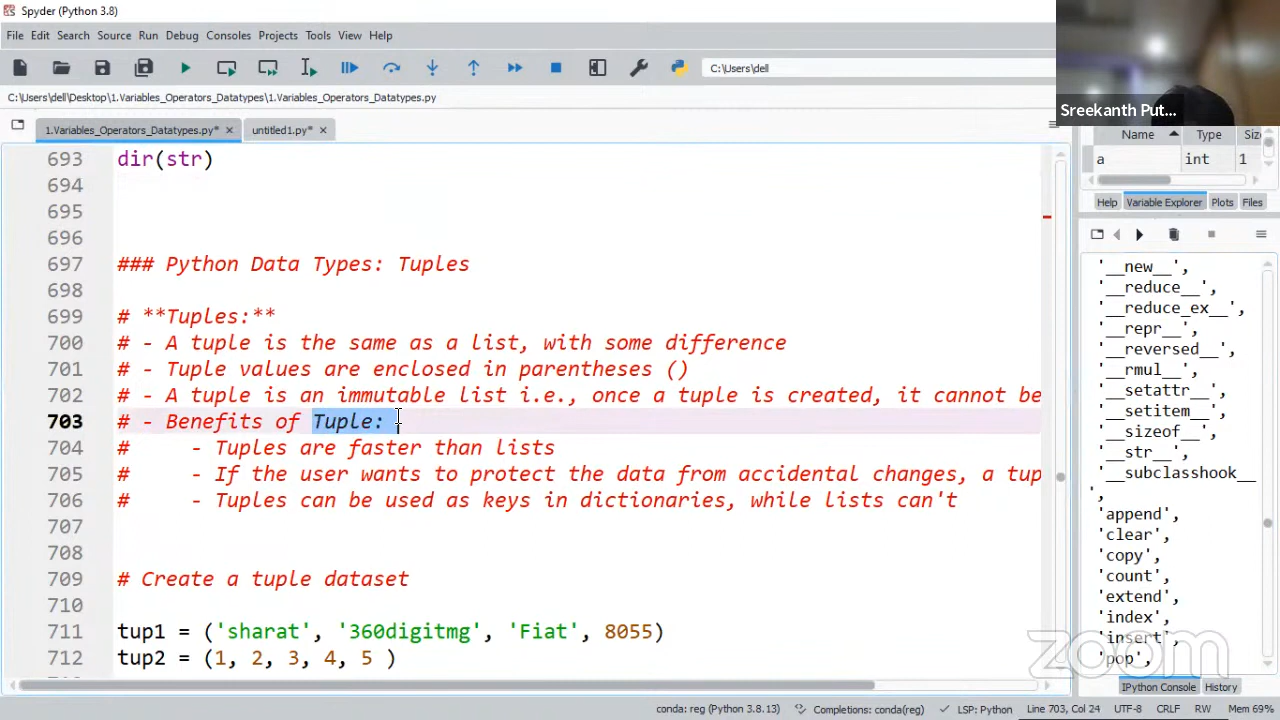 Spyder (Python 3.8)
File Edit Search Source Run Debug Consoles Projects Tools View Help
C:\Users\dell
C:\Users\dell\Desktop\1.Variables_Operators_Datatypes\1.Variables_Operators_Datatypes.py
Sreekanth Put...
1.Variables_Operators_Datatypes.py* untitled1.py*
693 dir(str)
694
695
696
697 ### Python Data Types: Tuples
698
699 # **Tuples:**
700 # - A tuple is the same as a list, with some difference
701 # - Tuple values are enclosed in parentheses ()
702 # - A tuple is an immutable list i.e., once a tuple is created, it cannot be
703 # - Benefits of Tuple:
704 # - Tuples are faster than lists
705 # - If the user wants to protect the data from accidental changes, a tup
706 # - Tuples can be used as keys in dictionaries, while lists can't
707
708
709 # Create a tuple dataset
710
711 tup1 = ('sharat', '360digitmg', 'Fiat', 8055)
712 tup2 = (1, 2, 3, 4, 5 )
Name Type Siz
a int 1
Help Variable Explorer Plots Files
'__new__',
'__reduce__',
'__reduce_ex__',
'__repr__',
'__reversed__',
'__rmul__',
'__setattr__',
'__setitem__',
'__sizeof__',
'__str__',
'__subclasshook__
',
'append',
'clear',
'copy',
'count',
'extend',
'index',
'insert',
'pop',
zoom
IPython Console History
conda: reg (Python 3.8.13) Completions: conda(reg) LSP: Python Line 703, Col 24 UTF-8 CRLF RW Mem 69%